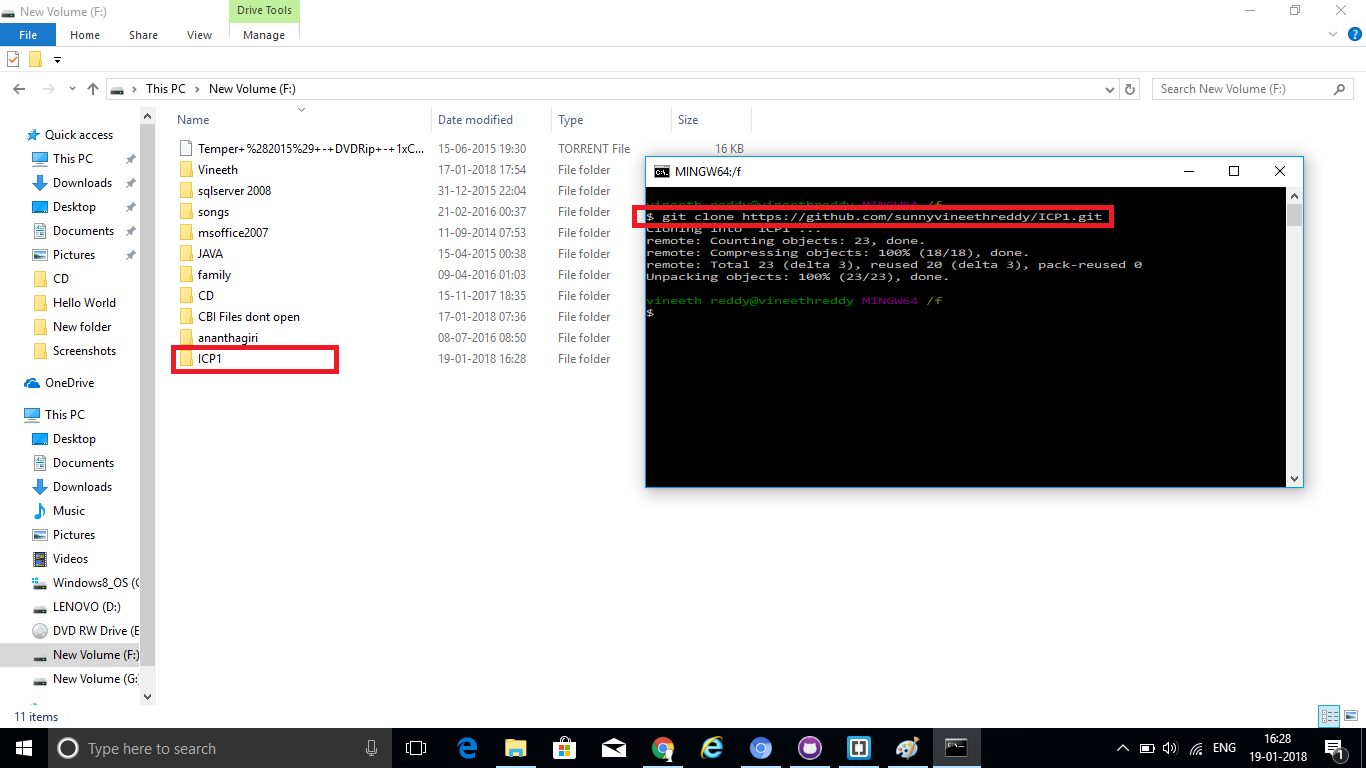 New Volume (F:)
Drive Tools
File Home Share View Manage
This PC New Volume (F:)
Search New Volume (F:)
Name Date modified Type Size
Temper+%282015%29+-+DVDRip+-+1xC... 15-06-2015 19:30 TORRENT File 16 KB
Vineeth 17-01-2018 17:54 File folder
sqlserver 2008 31-12-2015 22:04 File folder
songs 21-02-2016 00:37 File folder
msoffice2007 11-09-2014 07:53 File folder
JAVA 15-04-2015 00:38 File folder
family 09-04-2016 01:03 File folder
CD 15-11-2017 18:35 File folder
CBI Files dont open 17-01-2018 07:36 File folder
ananthagiri 08-07-2016 08:50 File folder
ICP1 19-01-2018 16:28 File folder
Quick access
This PC
Downloads
Desktop
Documents
Pictures
CD
Hello World
New folder
Screenshots
OneDrive
This PC
Desktop
Documents
Downloads
Music
Pictures
Videos
Windows8_OS (C
LENOVO (D:)
DVD RW Drive (E
New Volume (F:)
New Volume (G:
MINGW64:/f
vineeth reddy@vineethreddy MINGW64 /f
$ git clone https://github.com/sunnyvineethreddy/ICP1.git
Cloning into 'ICP1'...
remote: Counting objects: 23, done.
remote: Compressing objects: 100% (18/18), done.
remote: Total 23 (delta 3), reused 20 (delta 3), pack-reused 0
Unpacking objects: 100% (23/23), done.
vineeth reddy@vineethreddy MINGW64 /f
$
11 items
Type here to search
ENG
16:28
19-01-2018
1